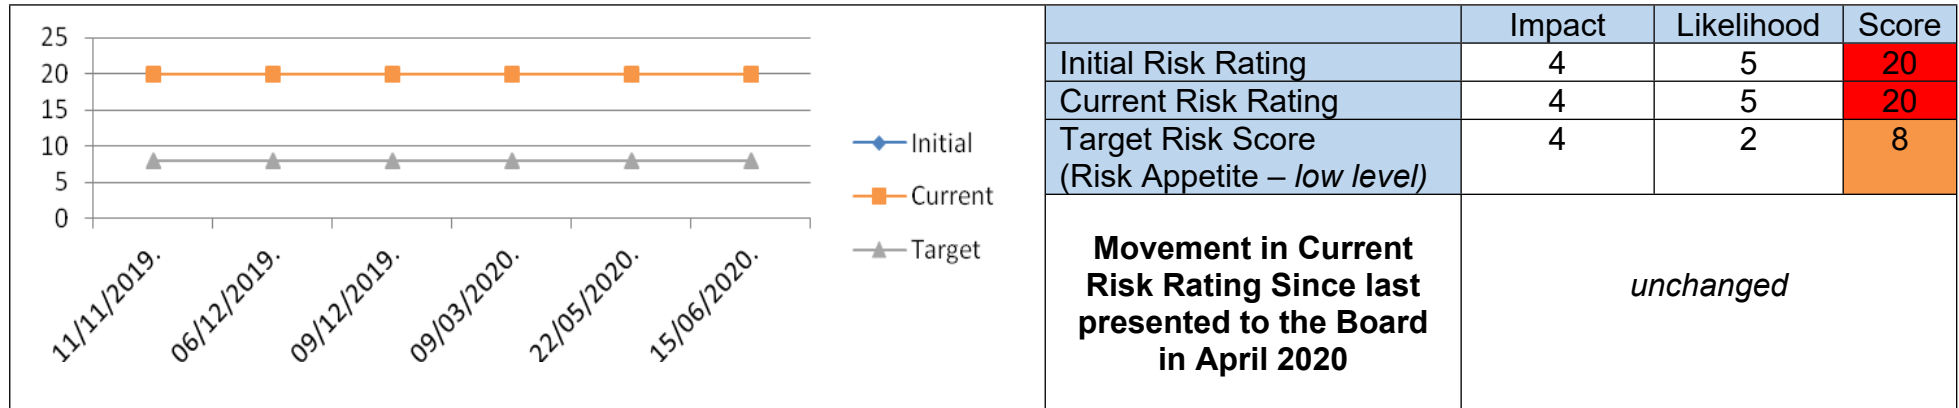 25
20
15
10
5
0
11/11/2019.
06/12/2019.
09/12/2019.
09/03/2020.
22/05/2020.
15/06/2020.
Initial
Current
Target
Impact Likelihood Score
Initial Risk Rating 4 5 20
Current Risk Rating 4 5 20
Target Risk Score 4 2 8
(Risk Appetite – low level)
Movement in Current
Risk Rating Since last
presented to the Board
in April 2020
unchanged